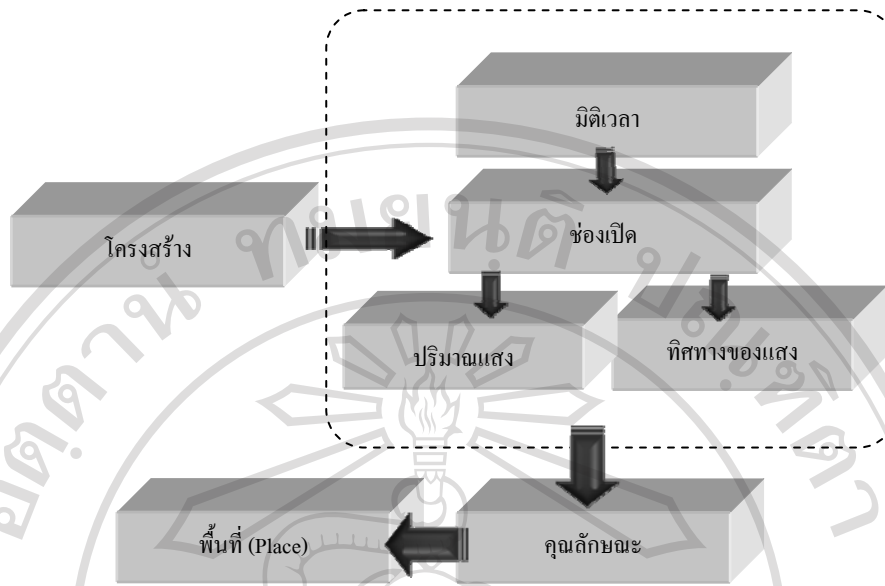 มิติเวลา
โครงสร้าง
ช่องเปิด
ปริมาณแสง
ทิศทางของแสง
พื้นที่ (Place)
คุณลักษณะ